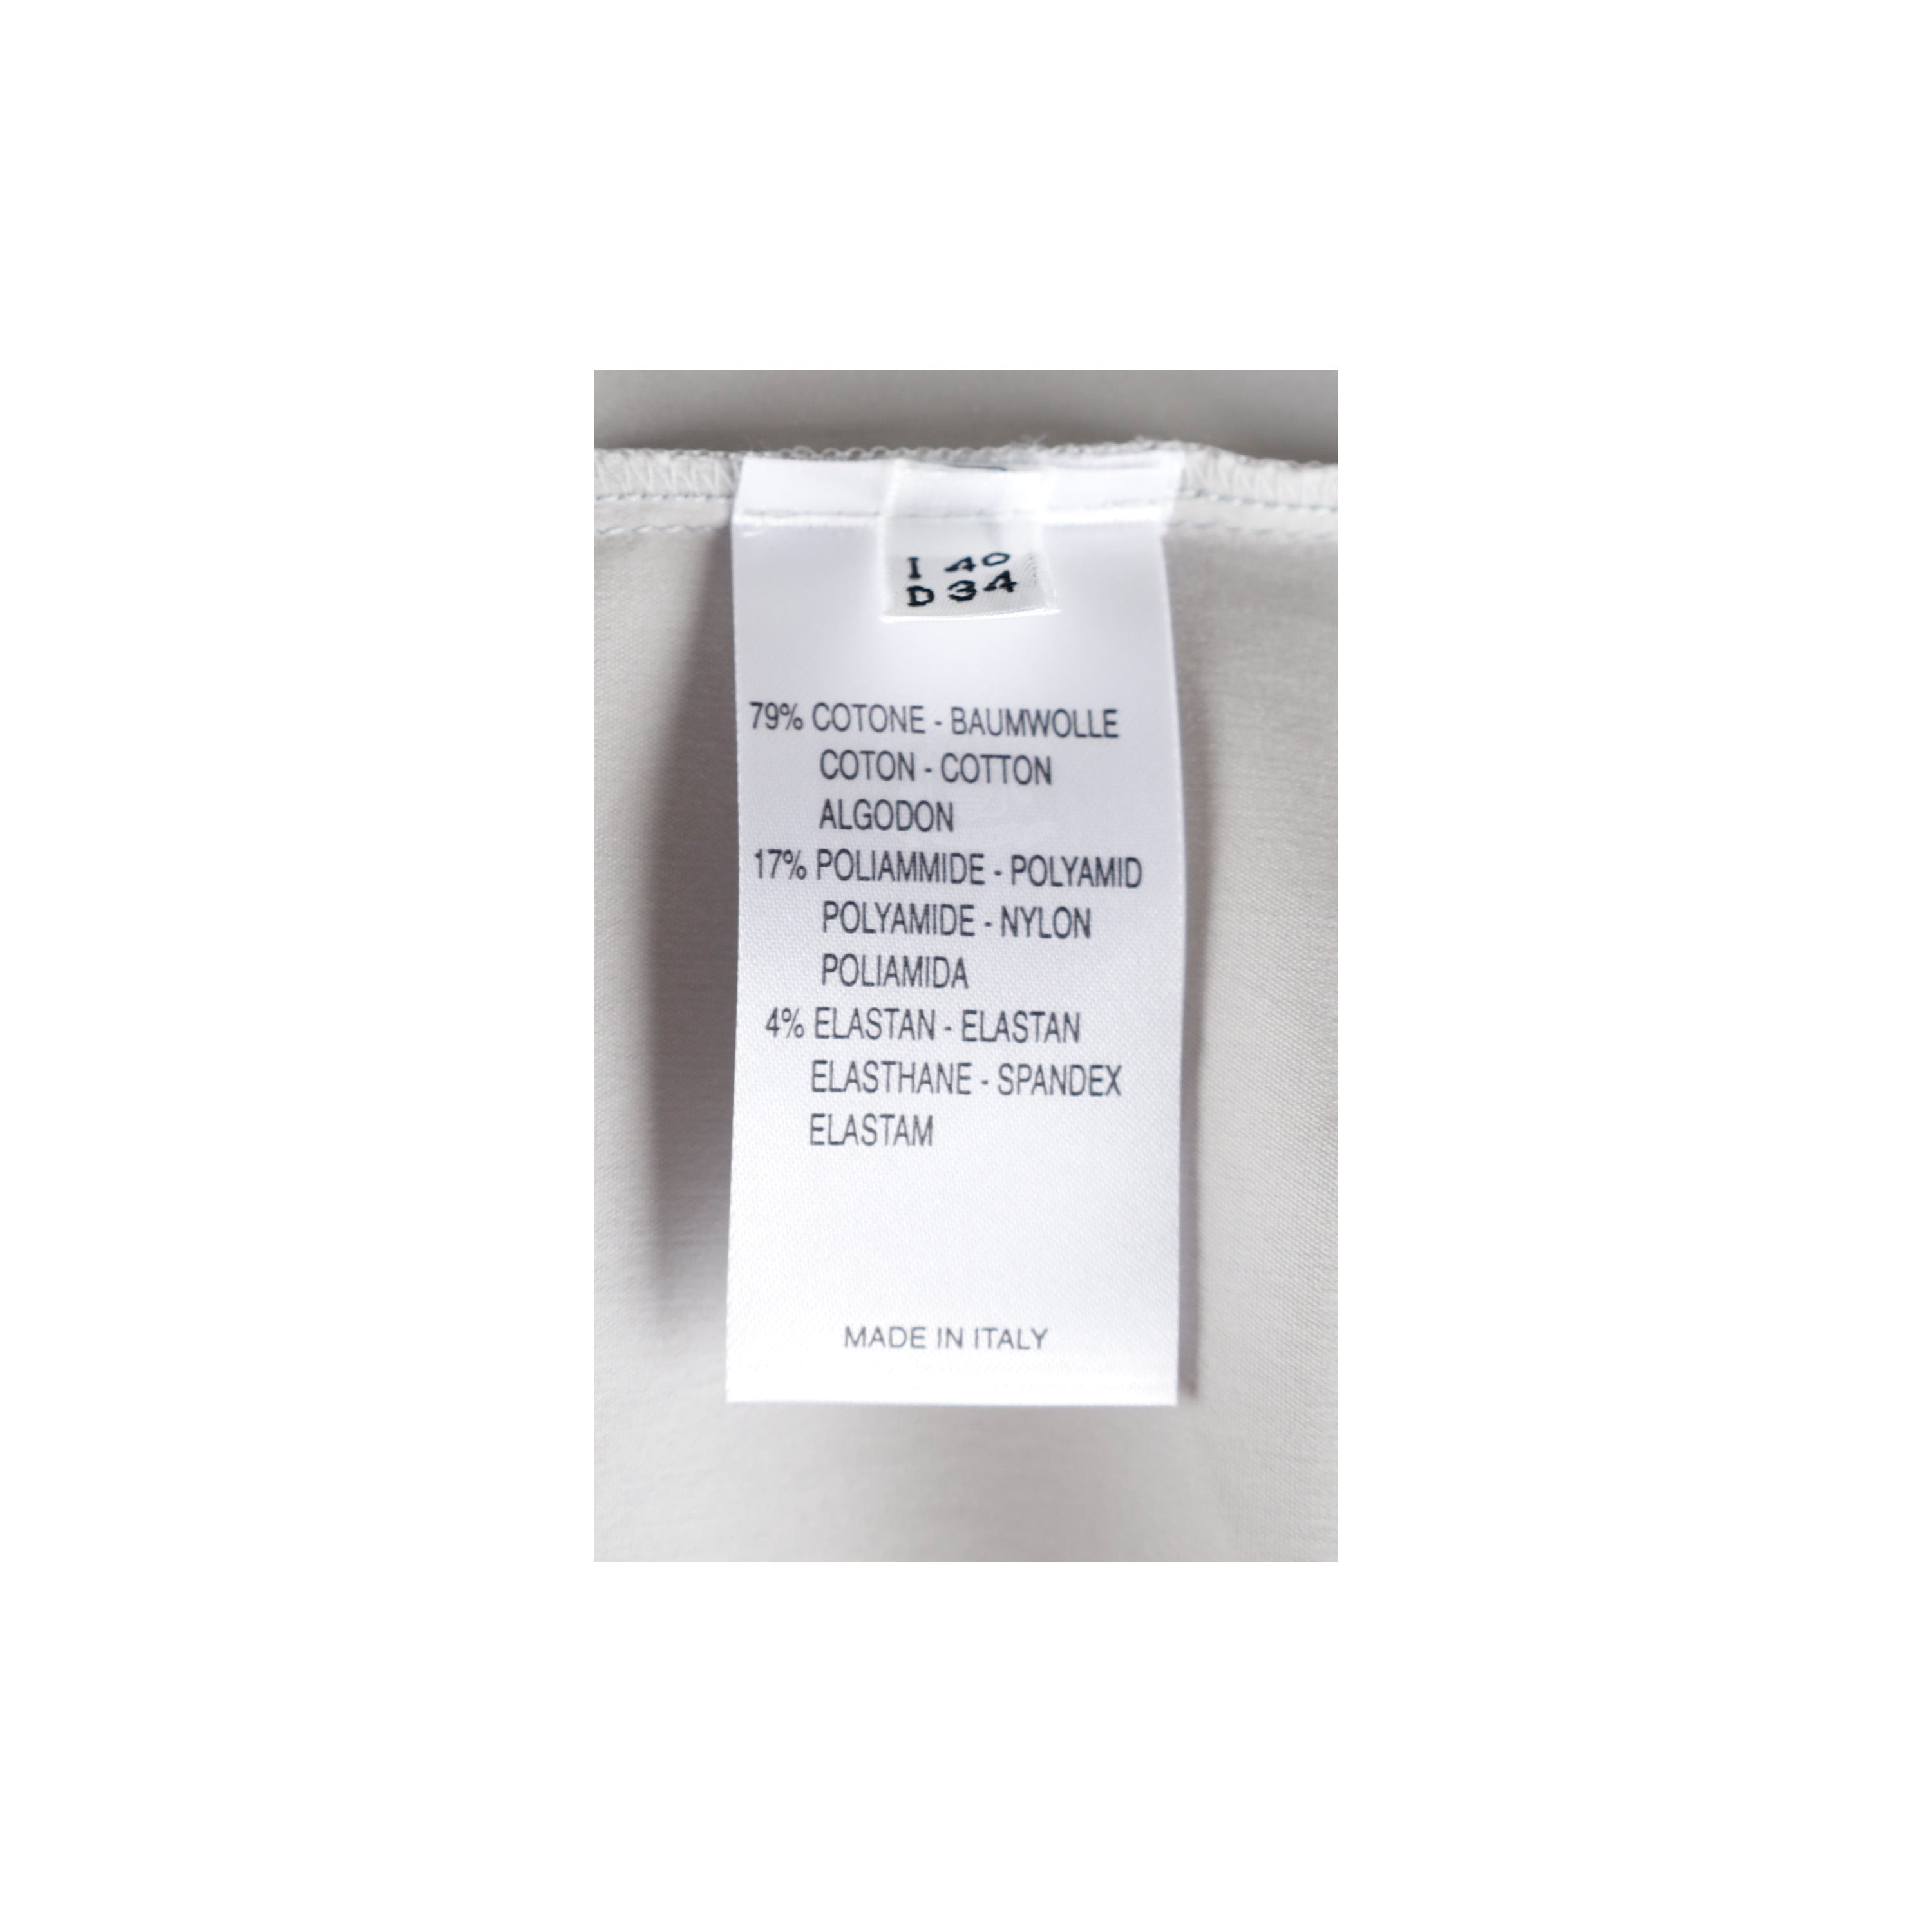 I 40
D 34
79% COTONE - BAUMWOLLE
COTON - COTTON
ALGODON
17% POLIAMMIDE - POLYAMID
POLYAMIDE - NYLON
POLIAMIDA
4% ELASTAN - ELASTAN
ELASTHANE - SPANDEX
ELASTAM
MADE IN ITALY